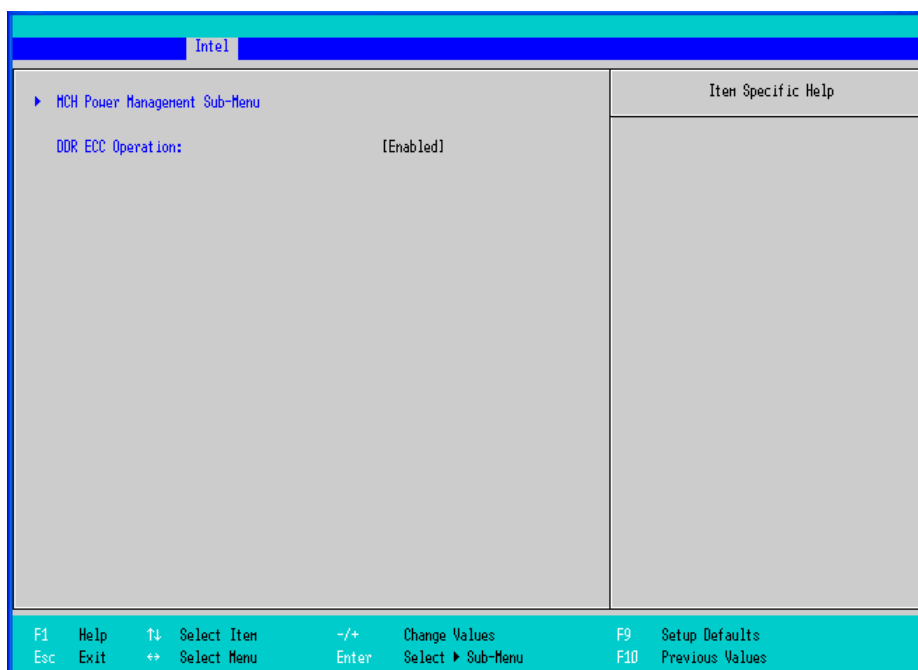 Intel
Item Specific Help
▶ MCH Power Management Sub-Menu
DDR ECC Operation: [Enabled]
F1 Help ↑↓ Select Item -/+ Change Values F9 Setup Defaults
Esc Exit ↔ Select Menu Enter Select ▶ Sub-Menu F10 Previous Values